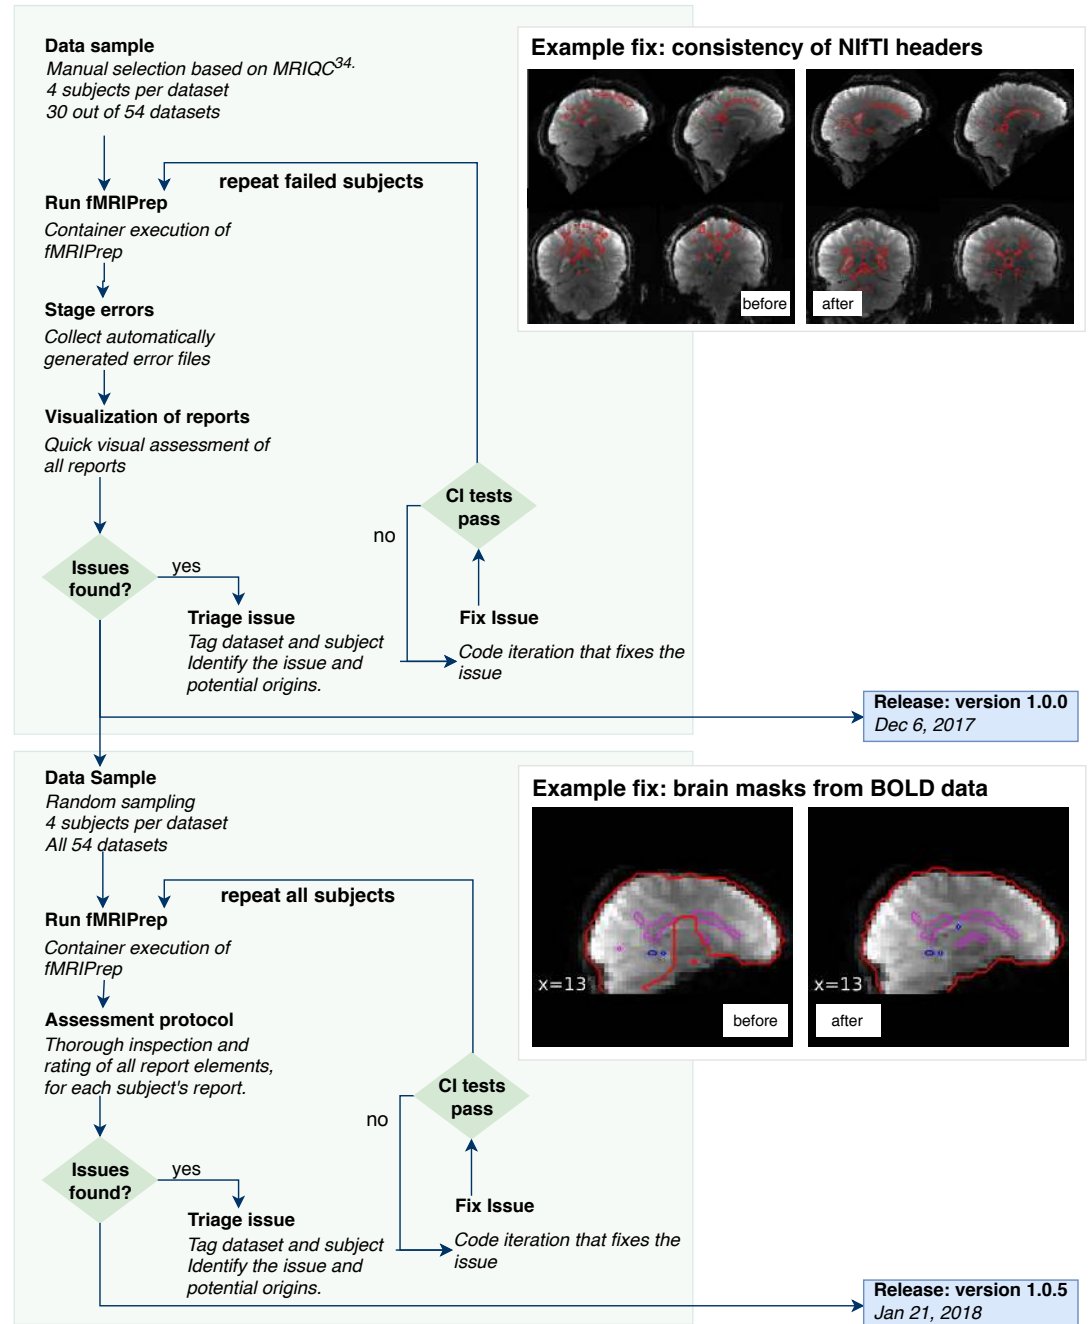 Data sample
Manual selection based on MRIQC34.
4 subjects per dataset
30 out of 54 datasets
repeat failed subjects
Run fMRIPrep
Container execution of
fMRIPrep
Stage errors
Collect automatically
generated error files
Visualization of reports
Quick visual assessment of
all reports
Issues
found?
yes
Triage issue
Tag dataset and subject
Identify the issue and
potential origins.
CI tests
pass
no
Fix Issue
Code iteration that fixes the
issue
Example fix: consistency of NIfTI headers
before
after
Release: version 1.0.0
Dec 6, 2017
Data Sample
Random sampling
4 subjects per dataset
All 54 datasets
repeat all subjects
Run fMRIPrep
Container execution of
fMRIPrep
Assessment protocol
Thorough inspection and
rating of all report elements,
for each subject's report.
Issues
found?
yes
Triage issue
Tag dataset and subject
Identify the issue and
potential origins.
CI tests
pass
no
Fix Issue
Code iteration that fixes the
issue
Example fix: brain masks from BOLD data
x=13
before
x=13
after
Release: version 1.0.5
Jan 21, 2018